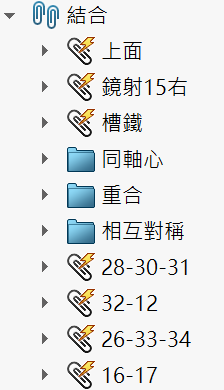 結合
上面
鏡射15右
槽鐵
同軸心
重合
相互對稱
28-30-31
32-12
26-33-34
16-17